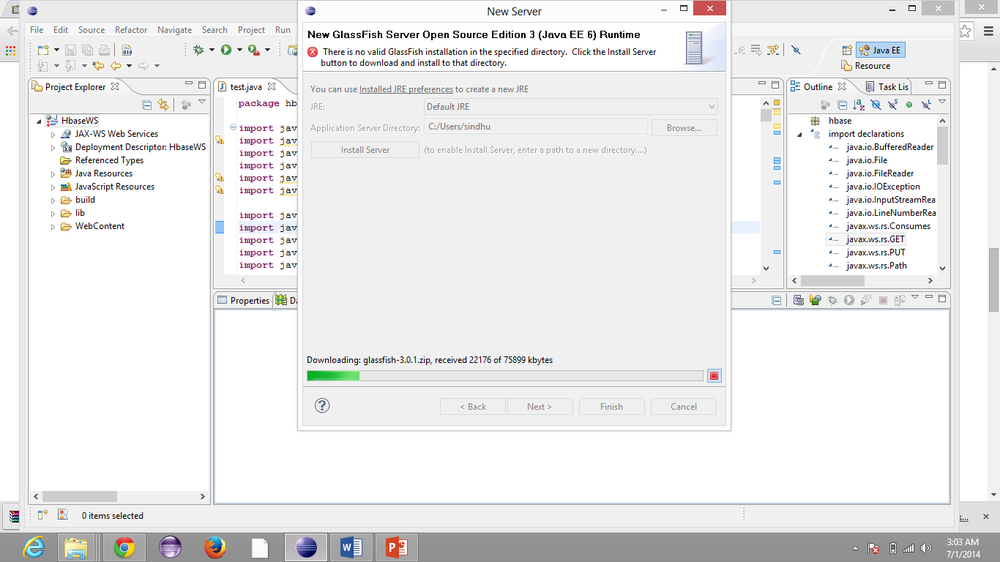 New Server
File Edit Source Refactor Navigate Search Project Run
New GlassFish Server Open Source Edition 3 (Java EE 6) Runtime
There is no valid GlassFish installation in the specified directory. Click the Install Server
button to download and install to that directory.
Java EE
Resource
Project Explorer
HbaseWS
JAX-WS Web Services
Deployment Descriptor: HbaseWS
Referenced Types
Java Resources
JavaScript Resources
build
lib
WebContent
test.java
package hb
import jav
import jav
import jav
import jav
import jav
import jav
import jav
import jav
import jav
import jav
import jav
You can use Installed JRE preferences to create a new JRE
JRE:
Default JRE
Application Server Directory:
C:/Users/sindhu
Browse...
Install Server
(to enable Install Server, enter a path to a new directory....)
Downloading: glassfish-3.0.1.zip, received 22176 of 75899 kbytes
< Back
Next >
Finish
Cancel
Outline
Task Lis
hbase
import declarations
java.io.BufferedReader
java.io.File
java.io.FileReader
java.io.IOException
java.io.InputStreamRea
java.io.LineNumberRea
javax.ws.rs.Consumes
javax.ws.rs.GET
javax.ws.rs.PUT
javax.ws.rs.Path
Properties
Da
0 items selected
s...
3:03 AM
7/1/2014